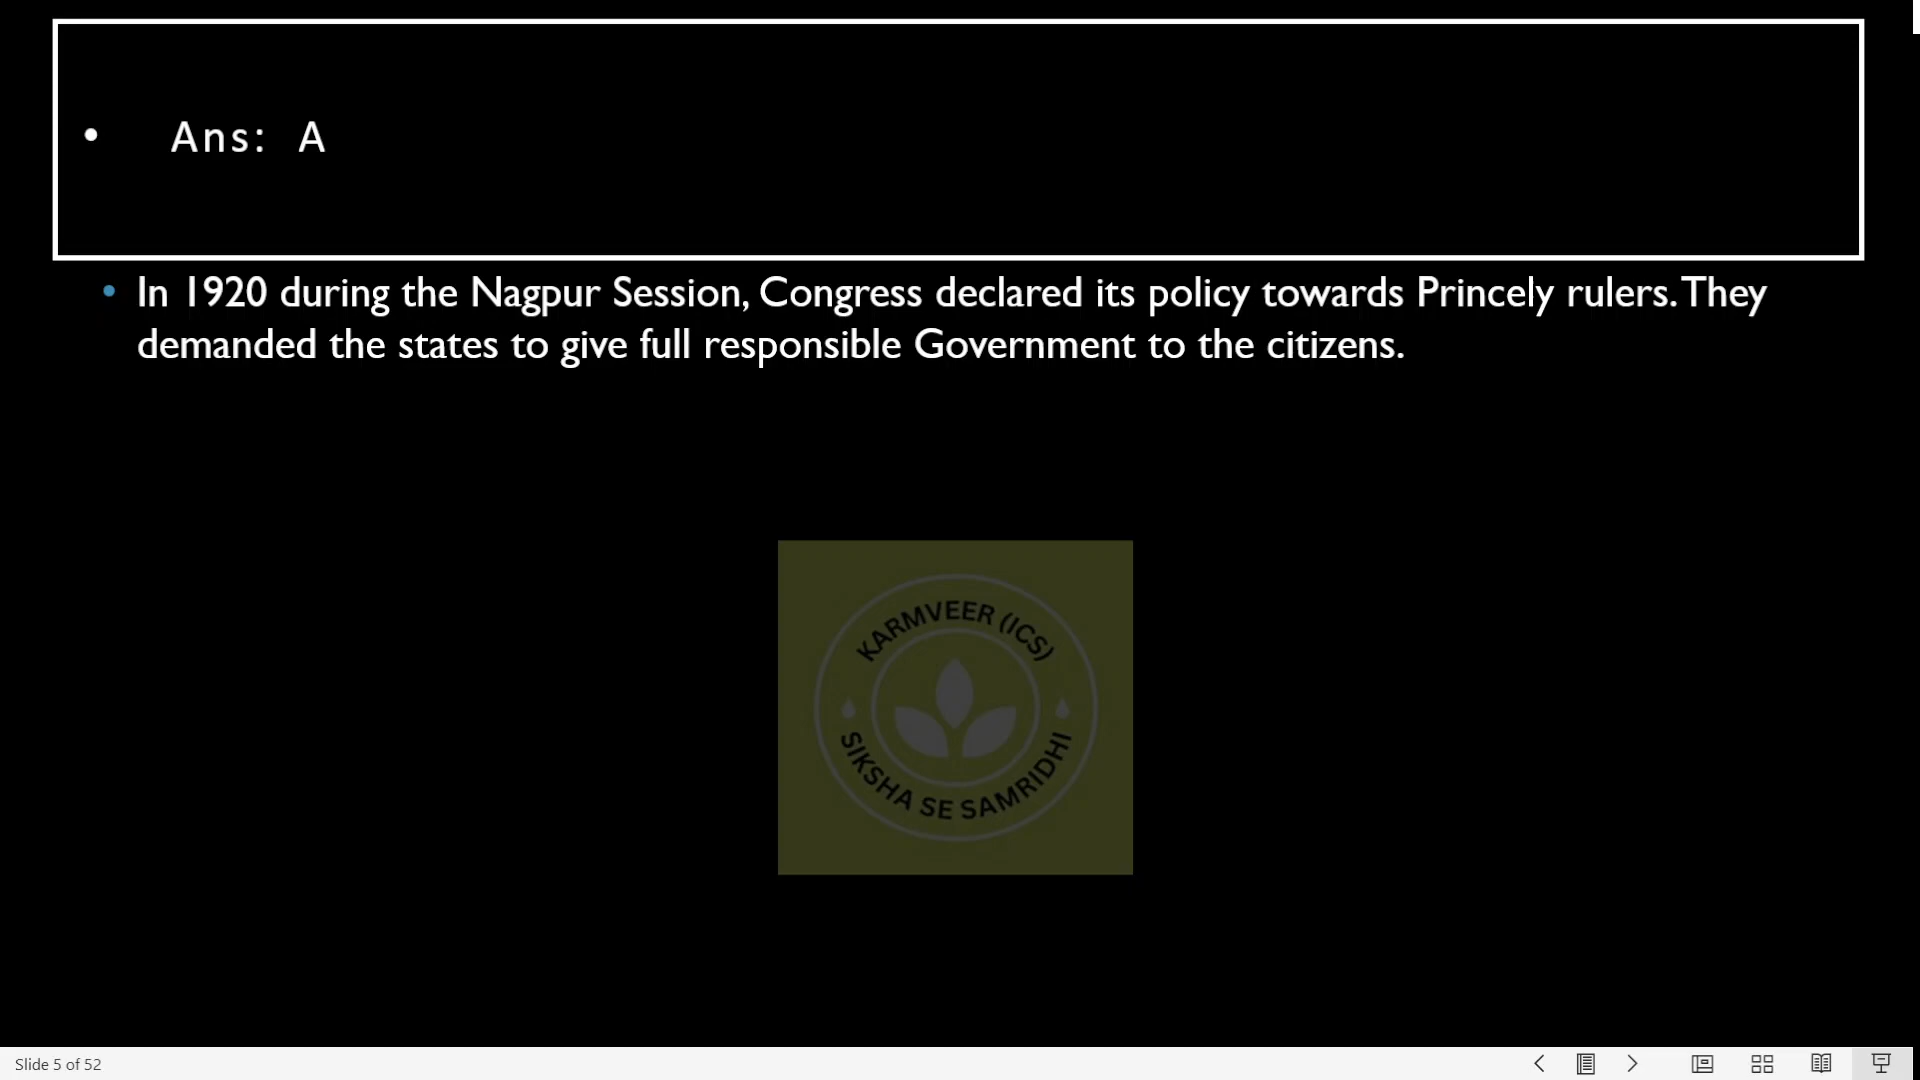 • Ans: A
• In 1920 during the Nagpur Session, Congress declared its policy towards Princely rulers. They
demanded the states to give full responsible Government to the citizens.
KARMVEER (ICS)
SIKSHA SE SAMRIDHI
Slide 5 of 52